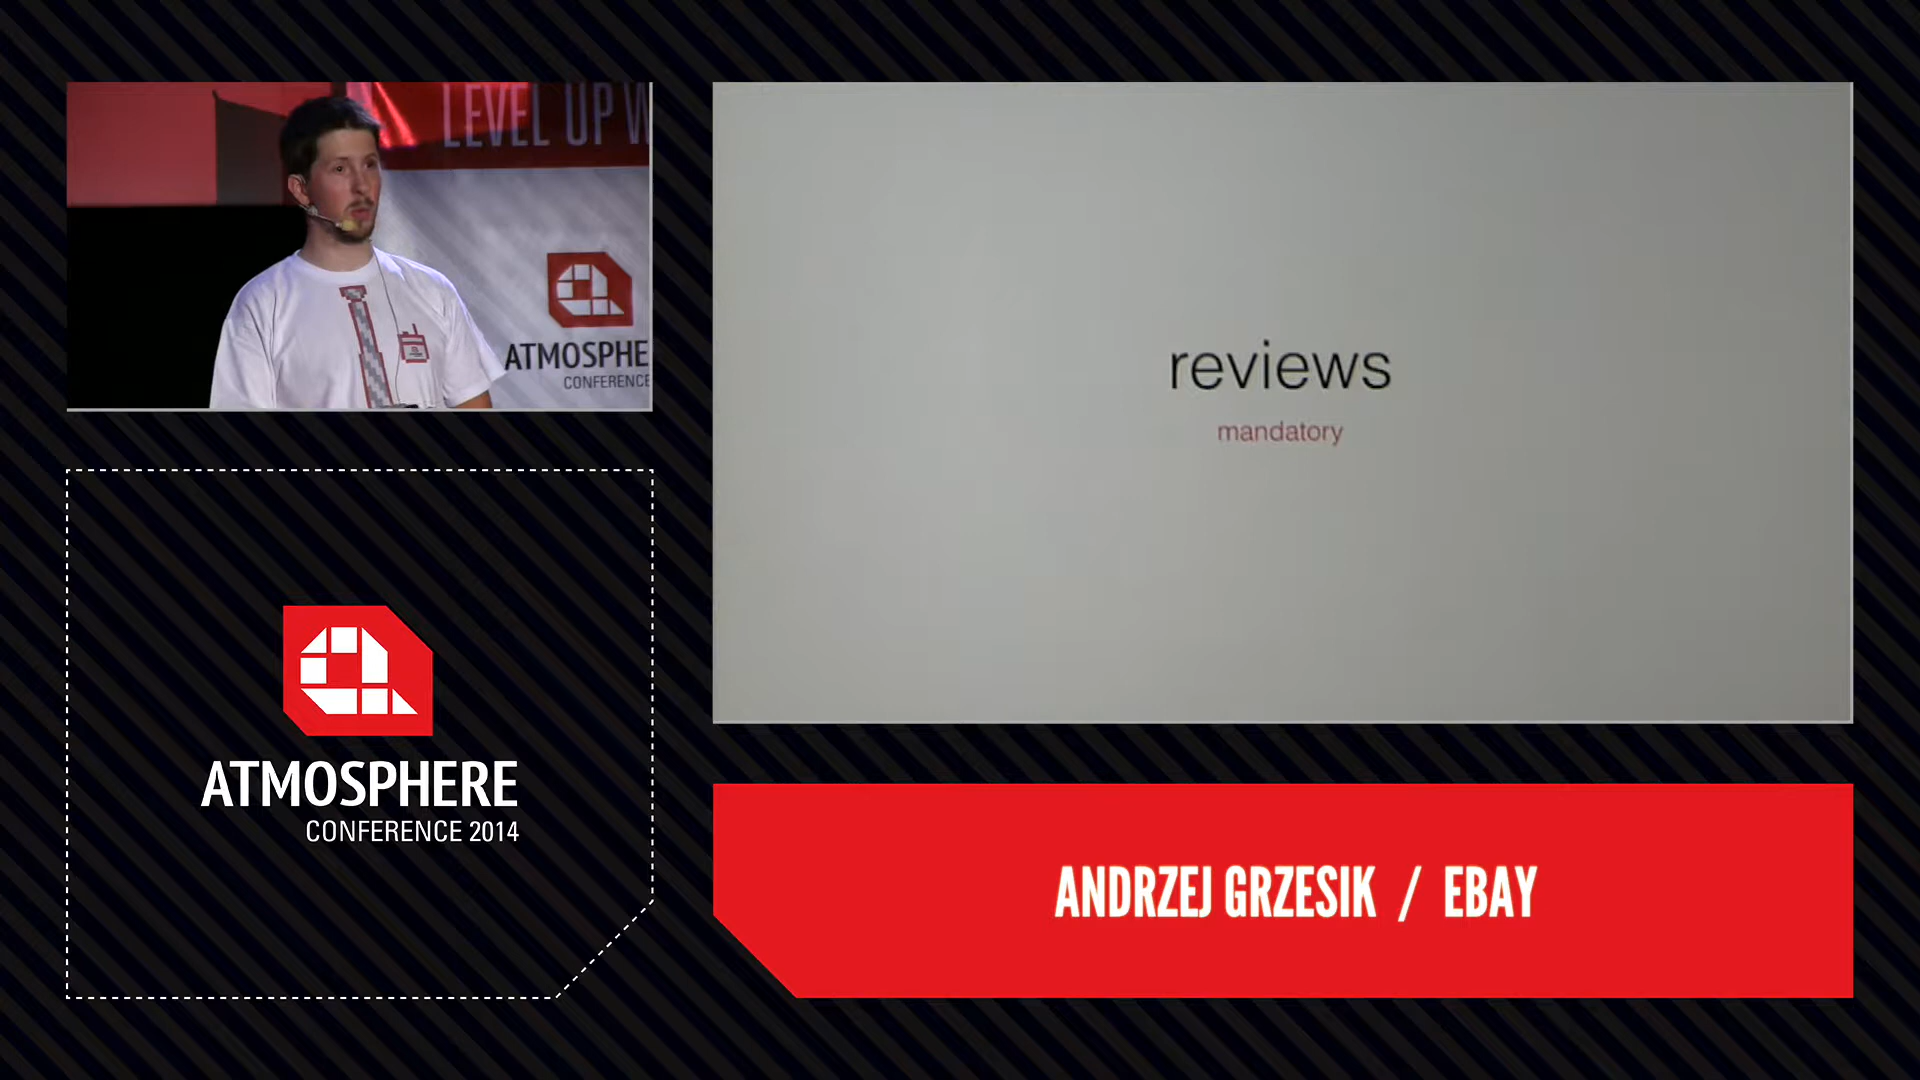 LEVEL UP
ATMOSPHE
CONFERENCE
reviews
mandatory
ATMOSPHERE
CONFERENCE 2014
ANDRZEJ GRZESIK / EBAY